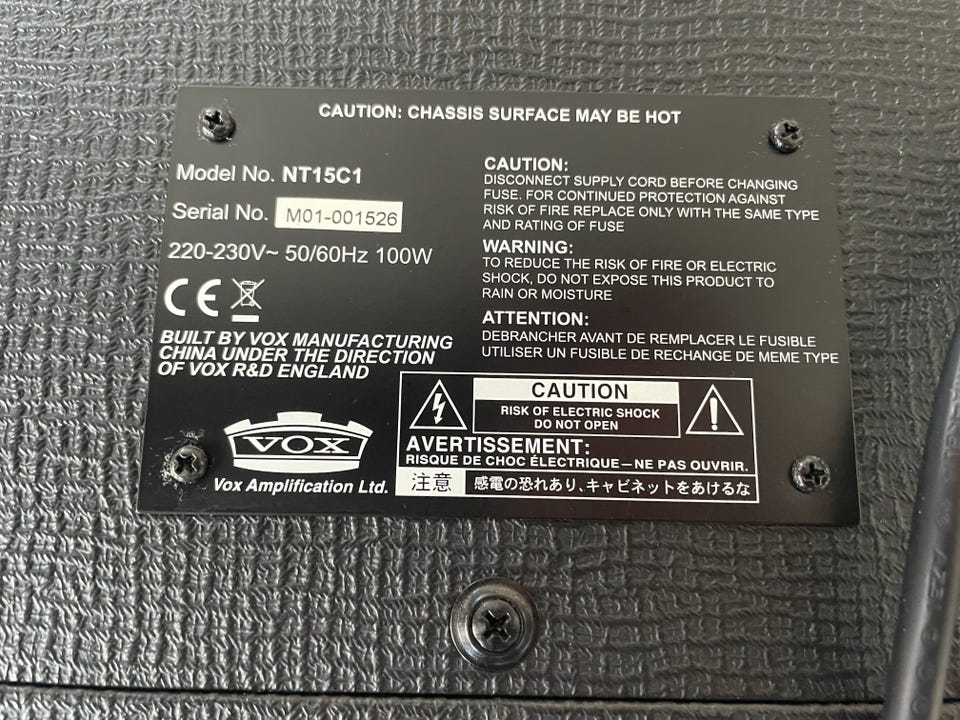 CAUTION: CHASSIS SURFACE MAY BE HOT
Model No. NT15C1
Serial No. M01-001526
220-230V~ 50/60Hz 100W
CE
BUILT BY VOX MANUFACTURING
CHINA UNDER THE DIRECTION
OF VOX R&D ENGLAND
VOX
Vox Amplification Ltd.
CAUTION:
DISCONNECT SUPPLY CORD BEFORE CHANGING
FUSE. FOR CONTINUED PROTECTION AGAINST
RISK OF FIRE REPLACE ONLY WITH THE SAME TYPE
AND RATING OF FUSE
WARNING:
TO REDUCE THE RISK OF FIRE OR ELECTRIC
SHOCK, DO NOT EXPOSE THIS PRODUCT TO
RAIN OR MOISTURE
ATTENTION:
DEBRANCHER AVANT DE REMPLACER LE FUSIBLE
UTILISER UN FUSIBLE DE RECHANGE DE MEME TYPE
CAUTION
RISK OF ELECTRIC SHOCK
DO NOT OPEN
AVERTISSEMENT:
RISQUE DE CHOC ÉLECTRIQUE—NE PAS OUVRIR.
注意 感電の恐れあり、キャビネットをあけるな